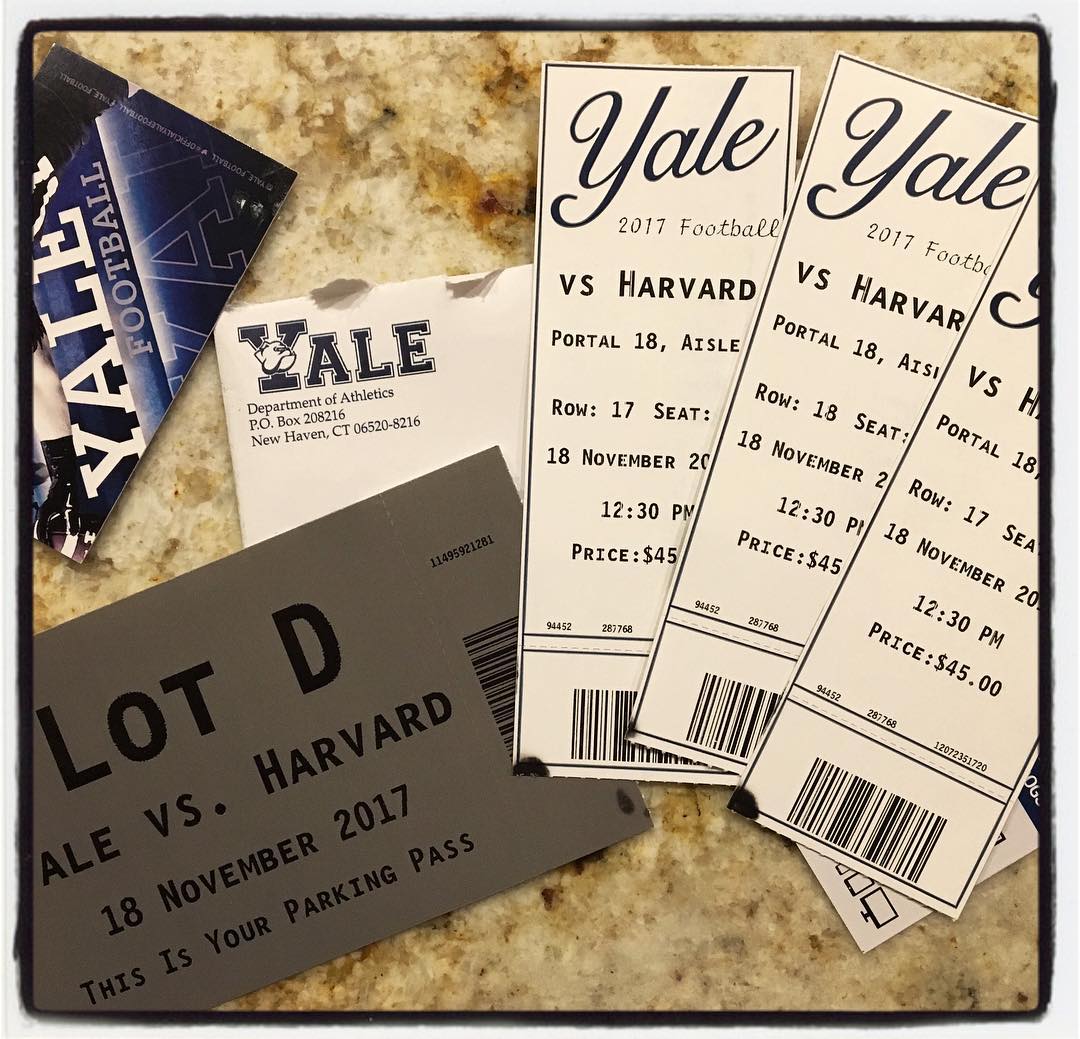 @YALE_FOOTBALL
@OFFICIALYALEFOOTBALL
YALE_FOOTBALL
YALE
FOOTBALL
YALE
Department of Athletics
P.O. Box 208216
New Haven, CT 06520-8216
11495921281
LOT D
ALE VS. HARVARD
18 NOVEMBER 2017
THIS IS YOUR PARKING PASS
Yale
2017 Football
VS HARVARD
PORTAL 18, AISLE
ROW: 17 SEAT:
18 NOVEMBER 20
12:30 PM
PRICE:$45
94452 287768
Yale
2017 Footb
VS HARVAR
PORTAL 18, AIS
ROW: 18 SEAT:
18 NOVEMBER 2
12:30 P
PRICE:$45
94452 287768
VS H
PORTAL 18,
ROW: 17 SEA
18 NOVEMBER 20
12:30 PM
PRICE:$45.00
94452 287768 12072351720